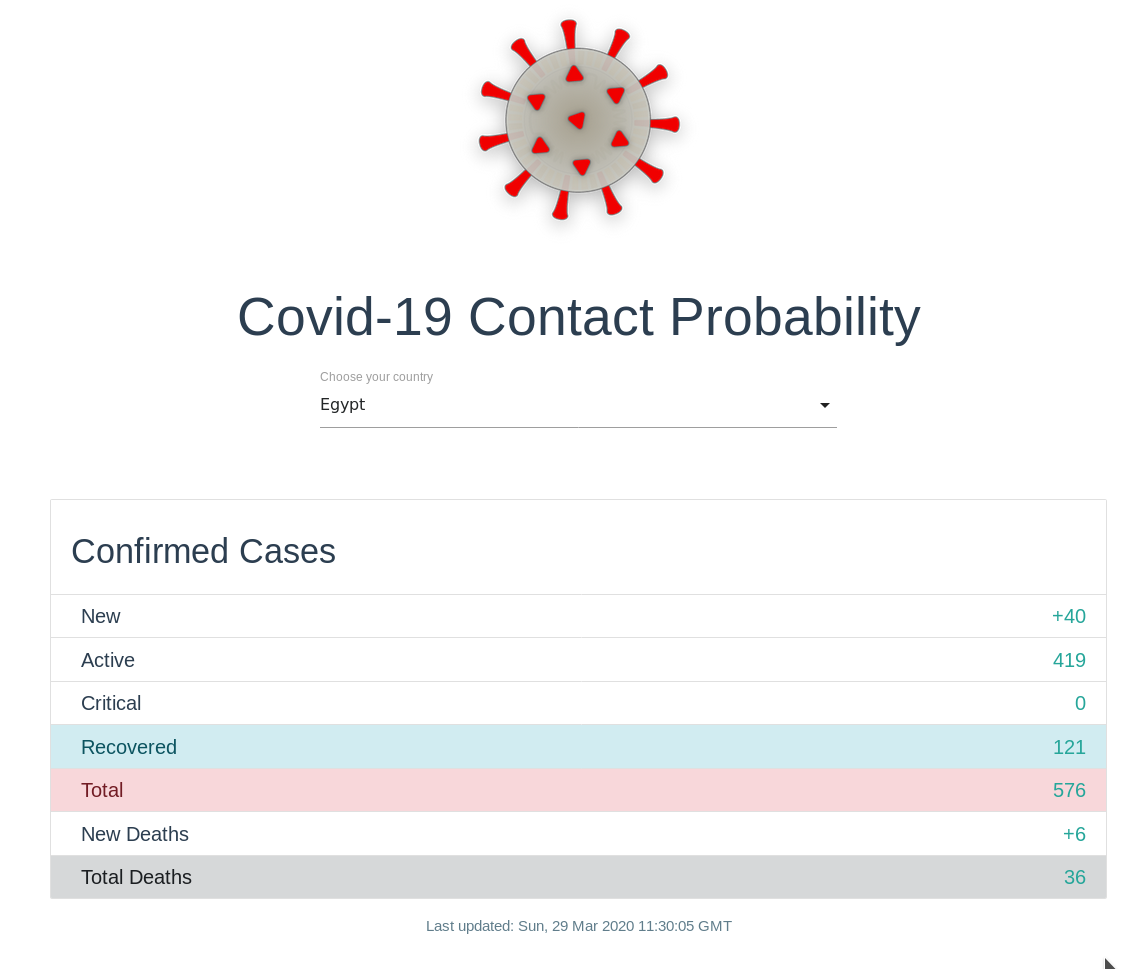 Covid-19 Contact Probability
Choose your country
Egypt
Confirmed Cases
New +40
Active 419
Critical 0
Recovered 121
Total 576
New Deaths +6
Total Deaths 36
Last updated: Sun, 29 Mar 2020 11:30:05 GMT